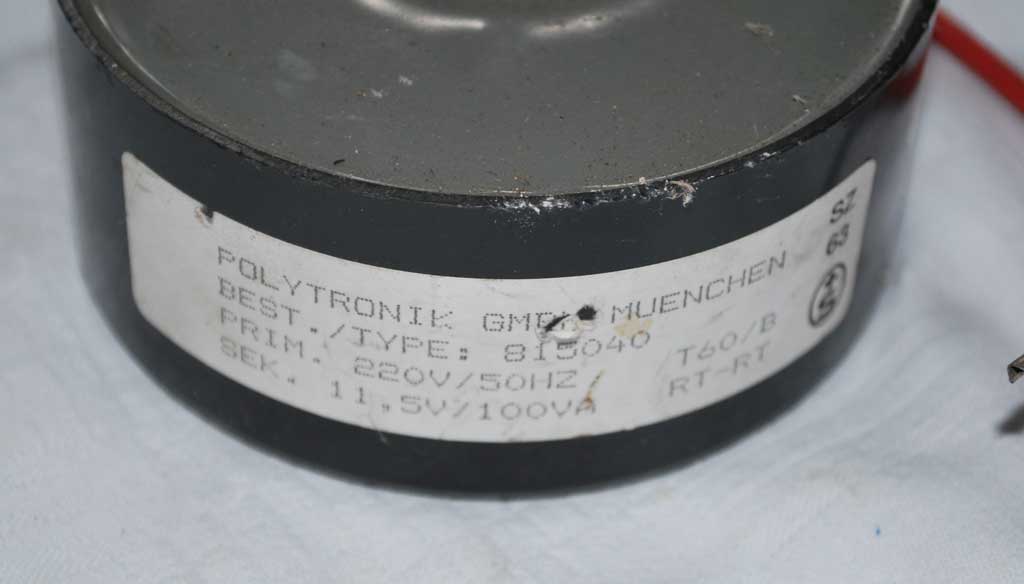 POLYTRONIK GMBH MUENCHEN
BEST./TYPE: 815040
PRIM. 220V/50HZ
SEK. 11,5V/100VA
T60/B
RT-RT
SZ
63